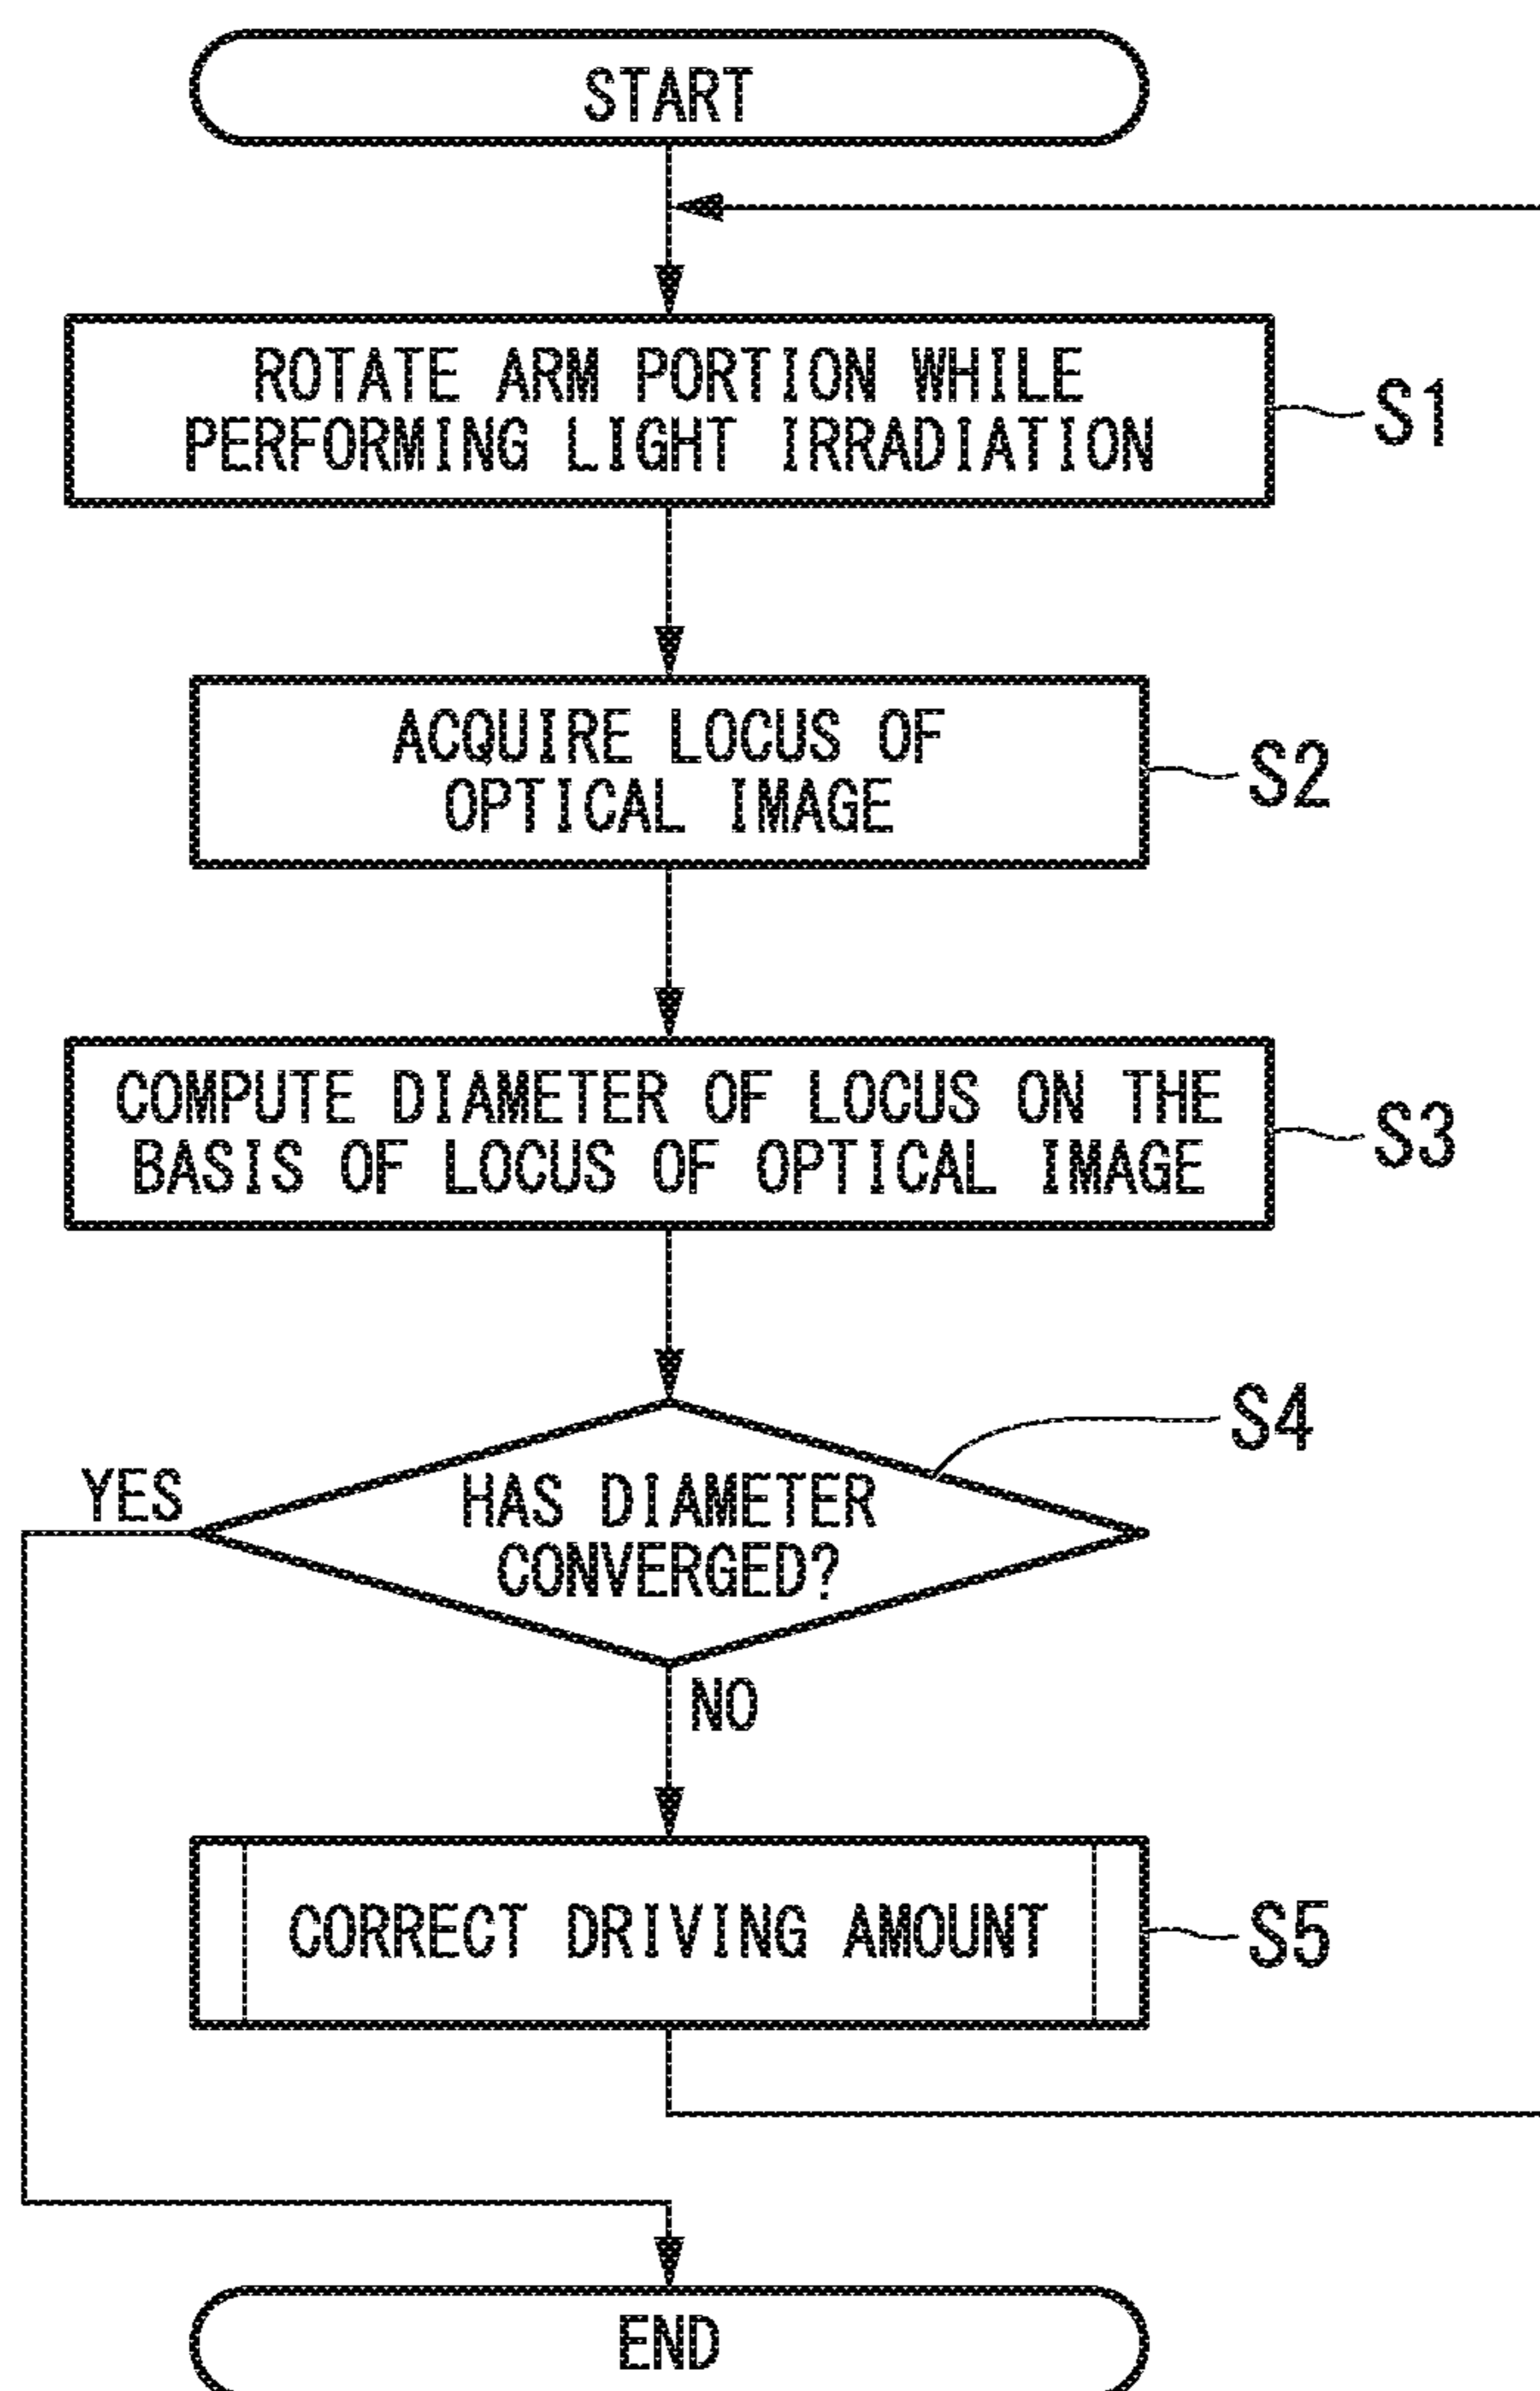 START
ROTATE ARM PORTION WHILE
PERFORMING LIGHT IRRADIATION
S1
ACQUIRE LOCUS OF
OPTICAL IMAGE
S2
COMPUTE DIAMETER OF LOCUS ON THE
BASIS OF LOCUS OF OPTICAL IMAGE
S3
S4
YES
HAS DIAMETER
CONVERGED?
NO
CORRECT DRIVING AMOUNT
S5
END